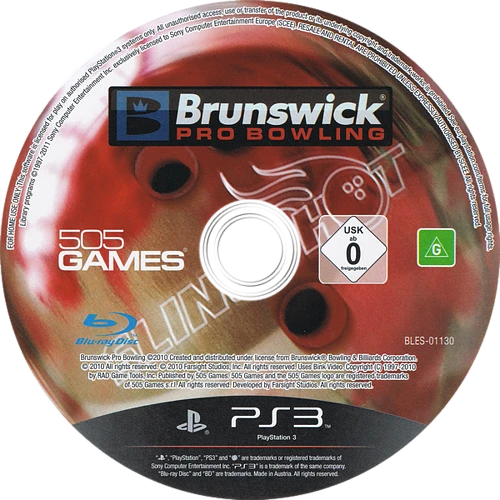 FOR HOME USE ONLY: This software is licensed for play on authorised PlayStation®3 systems only. All unauthorised access, use or transfer of the product or its underlying copyright and trademark works is prohibited.
Library programs ©1997-2011 Sony Computer Entertainment Inc. exclusively licensed to Sony Computer Entertainment Europe (SCEE). RESALE AND RENTAL ARE PROHIBITED UNLESS EXPRESSLY AUTHORISED BY SCEE.
B Brunswick®
PRO BOWLING
SLINGSHOT
505
GAMES®
USK
ab
0
freigegeben
G
Blu-ray Disc
BLES-01130
Brunswick Pro Bowling ©2010 Created and distributed under license from Brunswick® Bowling & Billiards Corporation.
© 2010 All rights reserved. © 2010 Farsight Studios, Inc. All rights reserved. Uses Bink Video. Copyright (c) 1997-2010
by RAD Game Tools, Inc. Published by 505 Games. 505 Games and the 505 Games logo are registered trademarks
of 505 Games s.r.l All rights reserved. Developed by Farsight Studios. All rights reserved.
PS3™
PlayStation 3
"PlayStation", "PS3" and are trademarks or registered trademarks of
Sony Computer Entertainment Inc. "PS3" is a trademark of the same company.
"Blu-ray Disc" and "BD" are trademarks. Made in Austria. All rights reserved.